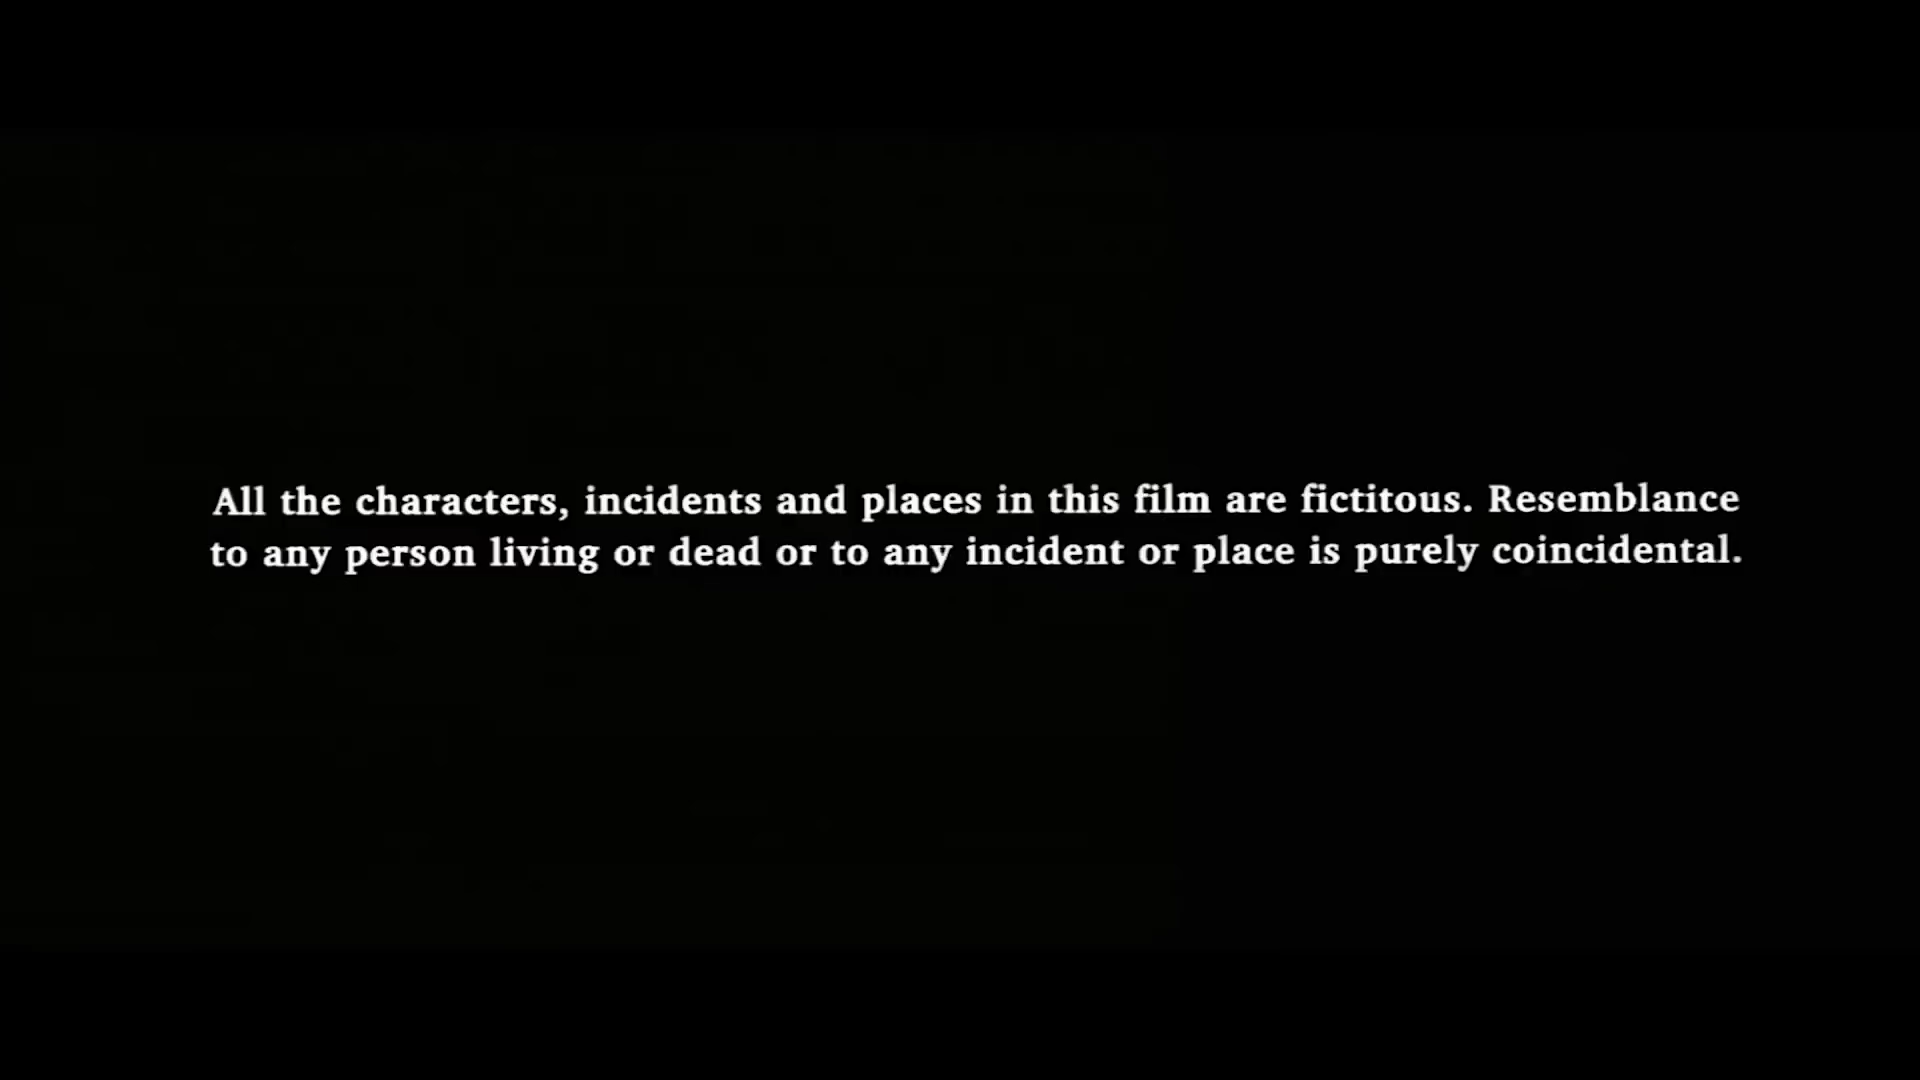 All the characters, incidents and places in this film are fictitous. Resemblance
to any person living or dead or to any incident or place is purely coincidental.